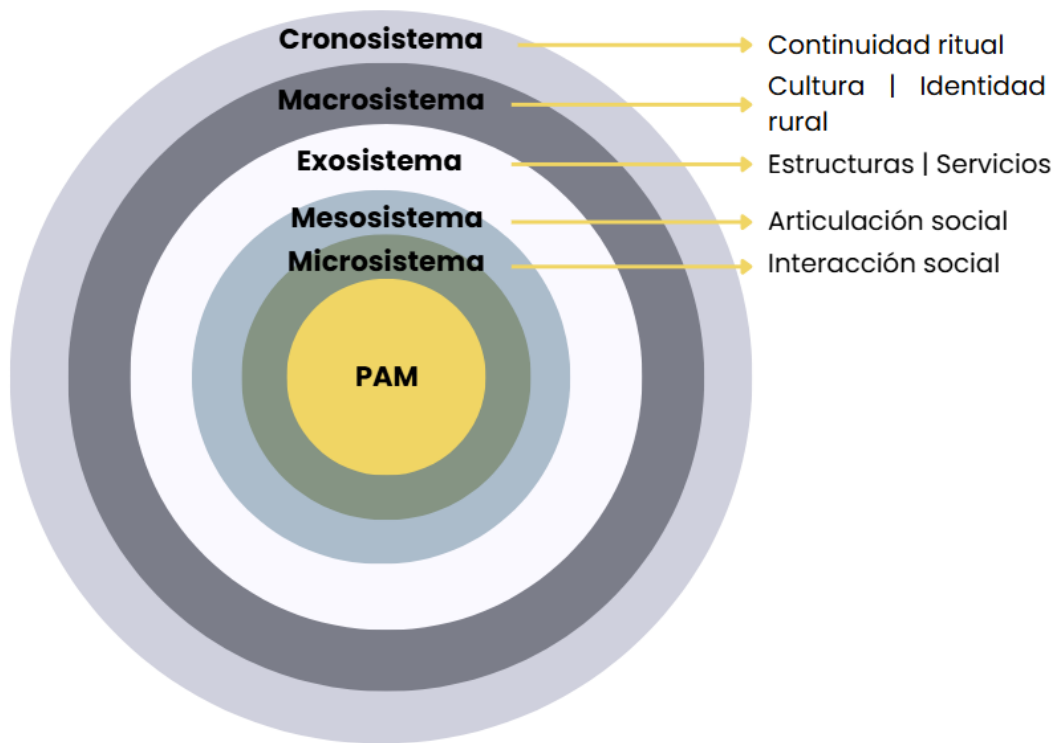 Cronosistema
Continuidad ritual
Macrosistema
Cultura | Identidad
rural
Exosistema
Estructuras | Servicios
Mesosistema
Articulación social
Microsistema
Interacción social
PAM